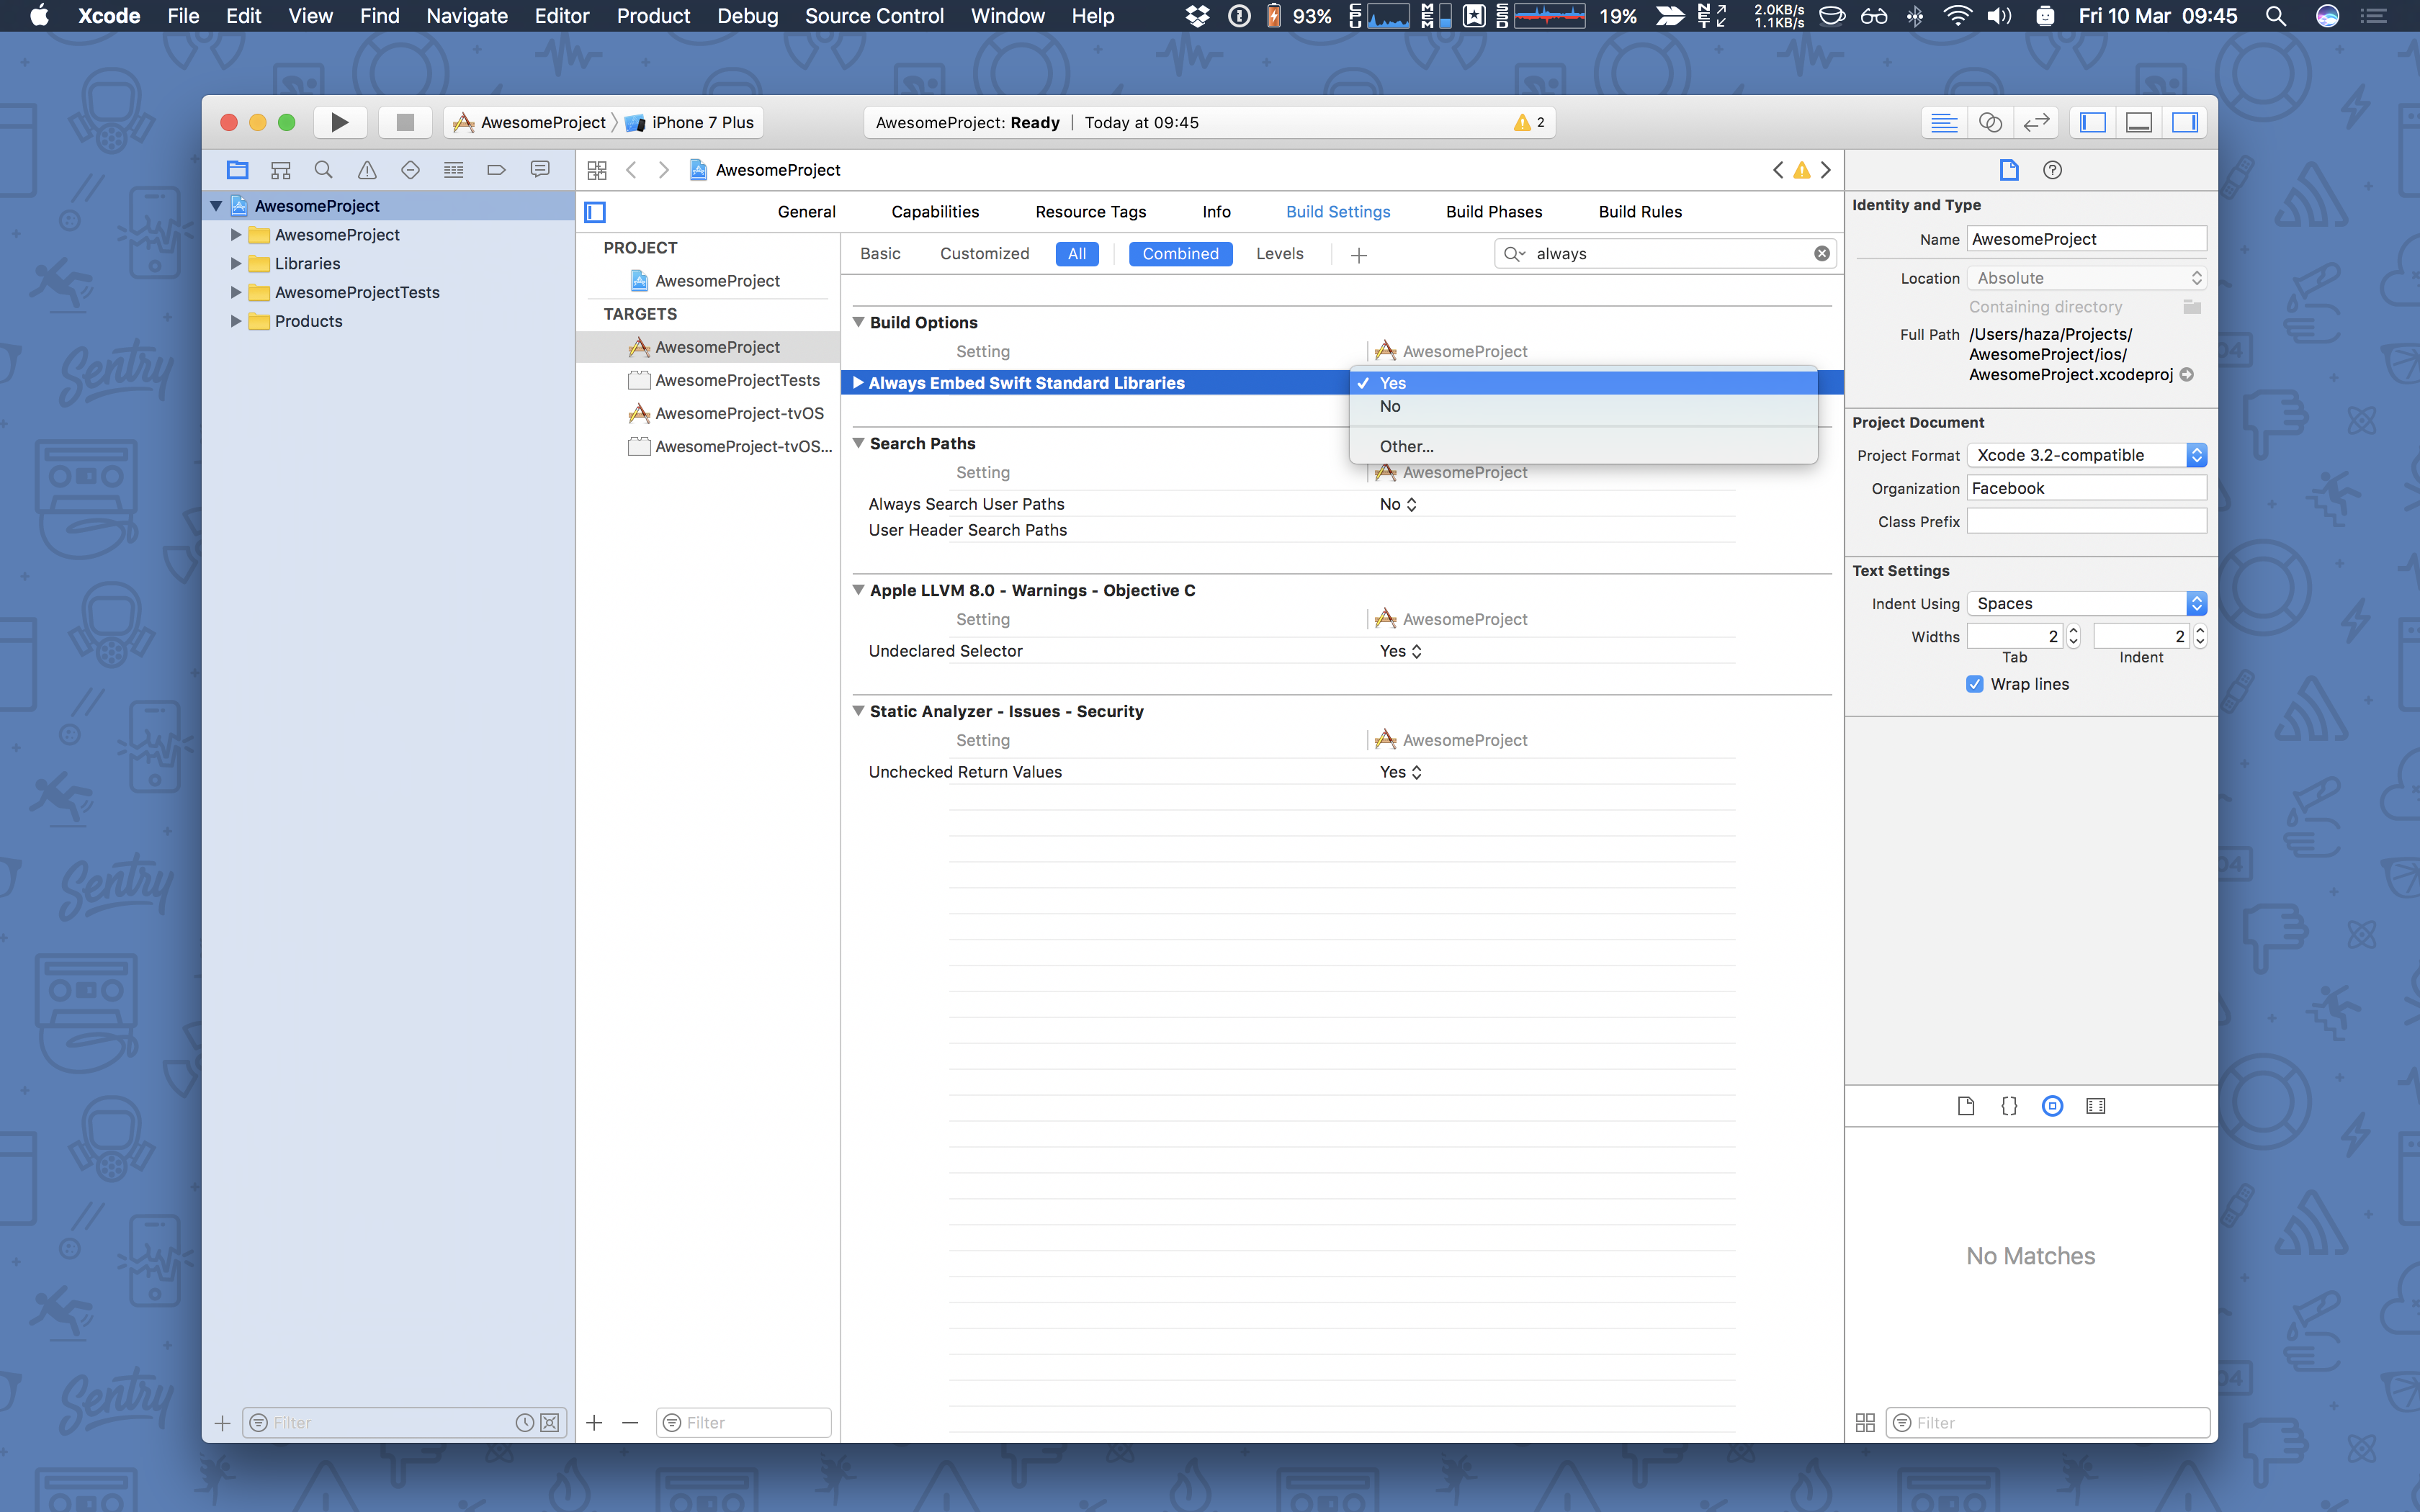 Xcode File Edit View Find Navigate Editor Product Debug Source Control Window Help 93% CPU MEM SSD 19% NET 2.0KB/s 1.1KB/s Fri 10 Mar 09:45
AwesomeProject iPhone 7 Plus AwesomeProject: Ready | Today at 09:45 2
AwesomeProject
AwesomeProject
AwesomeProject
Libraries
AwesomeProjectTests
Products
General Capabilities Resource Tags Info Build Settings Build Phases Build Rules
PROJECT
AwesomeProject
TARGETS
AwesomeProject
AwesomeProjectTests
AwesomeProject-tvOS
AwesomeProject-tvOS...
Basic Customized All Combined Levels always
Build Options
Setting AwesomeProject
Always Embed Swift Standard Libraries
Yes
No
Other...
Search Paths
Setting AwesomeProject
Always Search User Paths No
User Header Search Paths
Apple LLVM 8.0 - Warnings - Objective C
Setting AwesomeProject
Undeclared Selector Yes
Static Analyzer - Issues - Security
Setting AwesomeProject
Unchecked Return Values Yes
Identity and Type
Name AwesomeProject
Location Absolute
Containing directory
Full Path /Users/haza/Projects/
AwesomeProject/ios/
AwesomeProject.xcodeproj
Project Document
Project Format Xcode 3.2-compatible
Organization Facebook
Class Prefix
Text Settings
Indent Using Spaces
Widths 2 2
Tab Indent
Wrap lines
{}
No Matches
Filter
Filter
Filter
Sentry
Sentry
Sentry